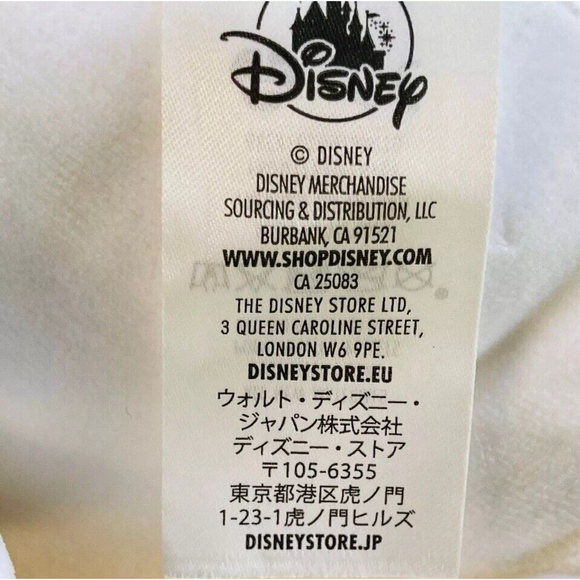 Disney
© DISNEY
DISNEY MERCHANDISE
SOURCING & DISTRIBUTION, LLC
BURBANK, CA 91521
WWW.SHOPDISNEY.COM
CA 25083
THE DISNEY STORE LTD,
3 QUEEN CAROLINE STREET,
LONDON W6 9PE.
DISNEYSTORE.EU
ウォルト・ディズニー・
ジャパン株式会社
ディズニー・ストア
〒105-6355
東京都港区虎ノ門
1-23-1虎ノ門ヒルズ
DISNEYSTORE.JP